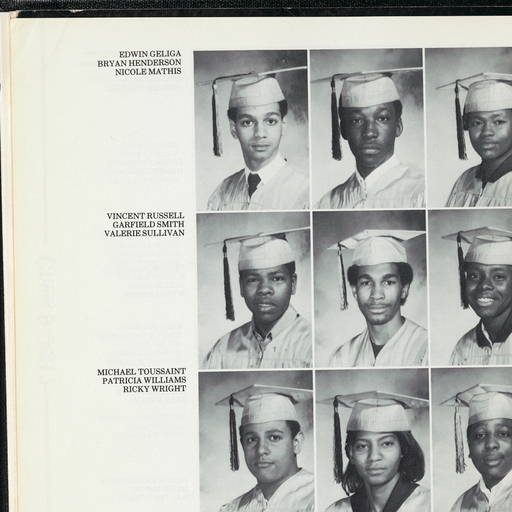 EDWIN GELIGA
BRYAN HENDERSON
NICOLE MATHIS
VINCENT RUSSELL
GARFIELD SMITH
VALERIE SULLIVAN
MICHAEL TOUSSAINT
PATRICIA WILLIAMS
RICKY WRIGHT